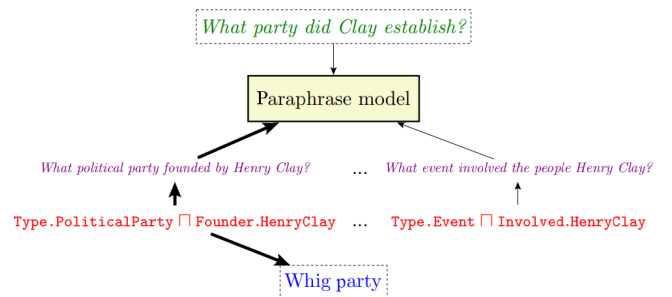 What party did Clay establish?
Paraphrase model
What political party founded by Henry Clay? ... What event involved the people Henry Clay?
Type.PoliticalParty ⊓ Founder.HenryClay ... Type.Event ⊓ Involved.HenryClay
Whig party